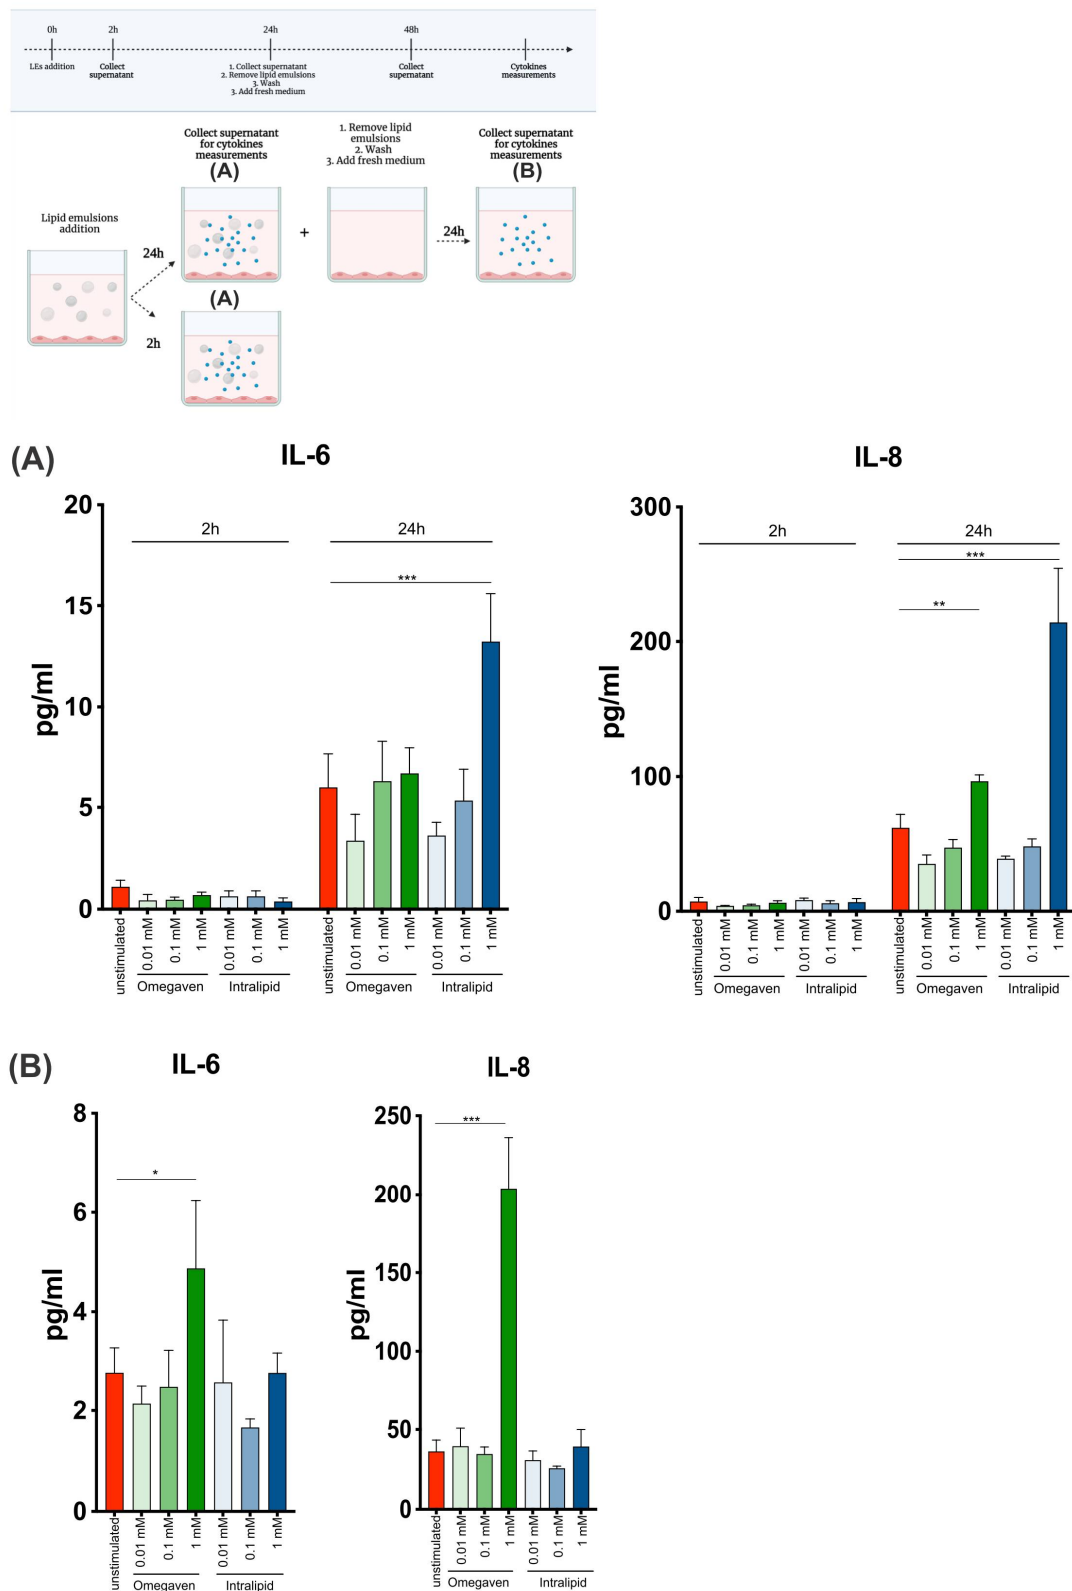 0h
2h
24h
48h
LEs addition
Collect
supernatant
1. Collect supernatant
2. Remove lipid emulsions
3. Wash
3. Add fresh medium
Collect
supernatant
Cytokines
measurements
Collect supernatant
for cytokines
measurements
(A)
1. Remove lipid
emulsions
2. Wash
3. Add fresh medium
Collect supernatant
for cytokines
measurements
(B)
Lipid emulsions
addition
24h
+
24h
(A)
2h
(A)
IL-6
20
15
10
5
0
pg/ml
2h
24h
***
unstimulated
0.01 mM
0.1 mM
1 mM
0.01 mM
0.1 mM
1 mM
unstimulated
0.01 mM
0.1 mM
1 mM
0.01 mM
0.1 mM
1 mM
Omegaven
Intralipid
Omegaven
Intralipid
IL-8
300
200
100
0
pg/ml
2h
24h
***
**
unstimulated
0.01 mM
0.1 mM
1 mM
0.01 mM
0.1 mM
1 mM
unstimulated
0.01 mM
0.1 mM
1 mM
0.01 mM
0.1 mM
1 mM
Omegaven
Intralipid
Omegaven
Intralipid
(B)
IL-6
8
6
4
2
0
pg/ml
*
unstimulated
0.01 mM
0.1 mM
1 mM
0.01 mM
0.1 mM
1 mM
Omegaven
Intralipid
IL-8
250
200
150
100
50
0
pg/ml
***
unstimulated
0.01 mM
0.1 mM
1 mM
0.01 mM
0.1 mM
1 mM
Omegaven
Intralipid